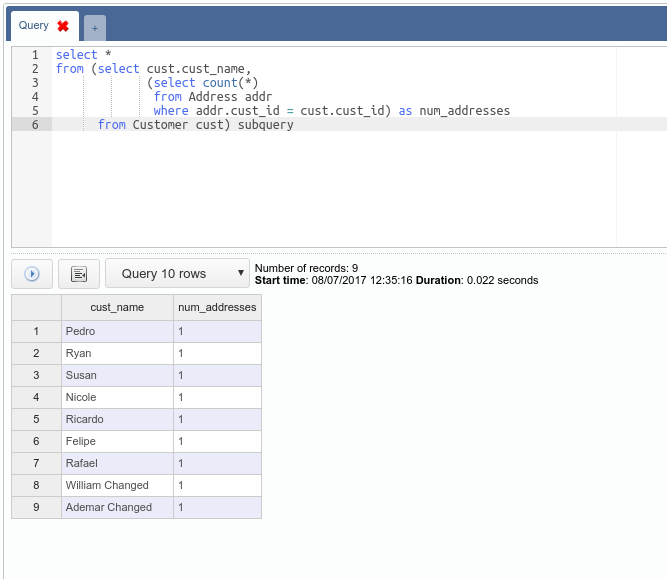 Query ✖ +
1 select *
2 from (select cust.cust_name,
3 (select count(*)
4 from Address addr
5 where addr.cust_id = cust.cust_id) as num_addresses
6 from Customer cust) subquery
Query 10 rows ▼
Number of records: 9
Start time: 08/07/2017 12:35:16 Duration: 0.022 seconds
cust_name num_addresses
1 Pedro 1
2 Ryan 1
3 Susan 1
4 Nicole 1
5 Ricardo 1
6 Felipe 1
7 Rafael 1
8 William Changed 1
9 Ademar Changed 1